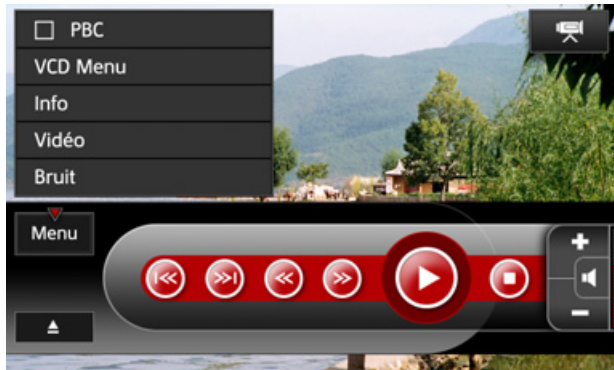 PBC
VCD Menu
Info
Vidéo
Bruit
Menu